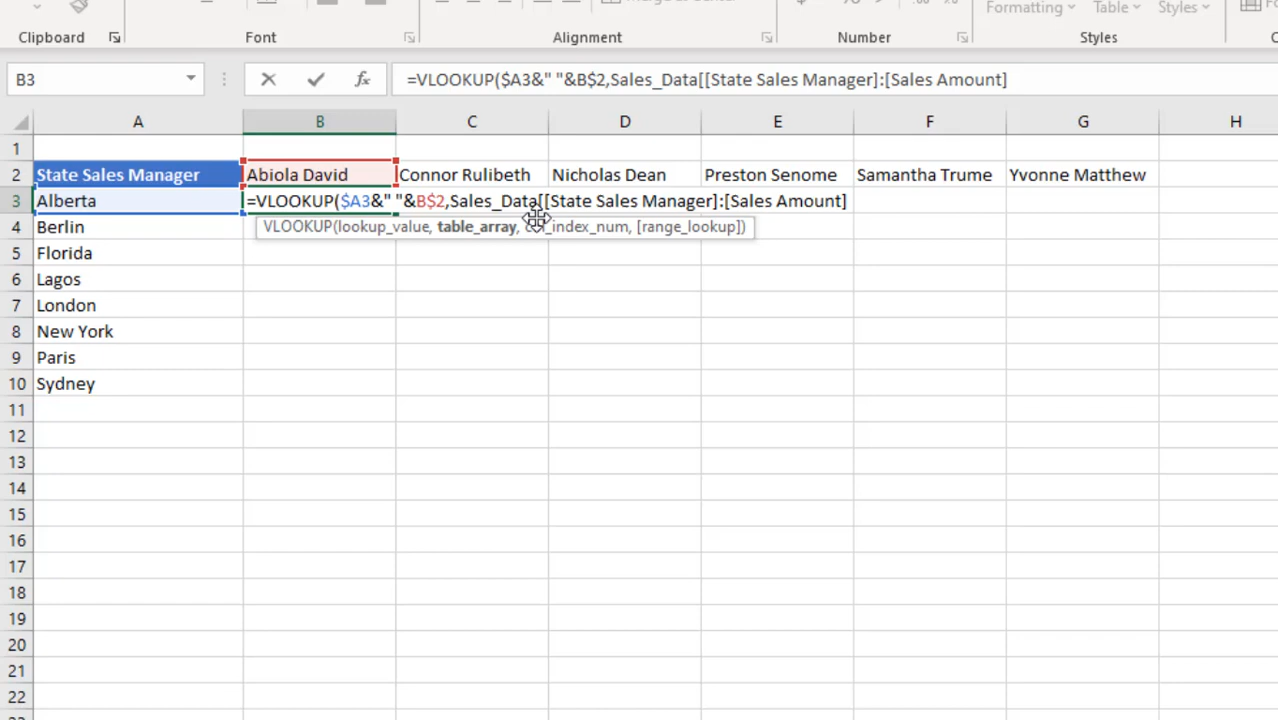 Formatting Table Styles
Clipboard Font Alignment Number Styles
B3 fx =VLOOKUP($A3&" "&B$2,Sales_Data[[State Sales Manager]:[Sales Amount]
A B C D E F G H
1
2 State Sales Manager Abiola David Connor Rulibeth Nicholas Dean Preston Senome Samantha Trume Yvonne Matthew
3 Alberta =VLOOKUP($A3&" "&B$2,Sales_Data[[State Sales Manager]:[Sales Amount]
4 Berlin VLOOKUP(lookup_value, table_array, col_index_num, [range_lookup])
5 Florida
6 Lagos
7 London
8 New York
9 Paris
10 Sydney
11
12
13
14
15
16
17
18
19
20
21
22